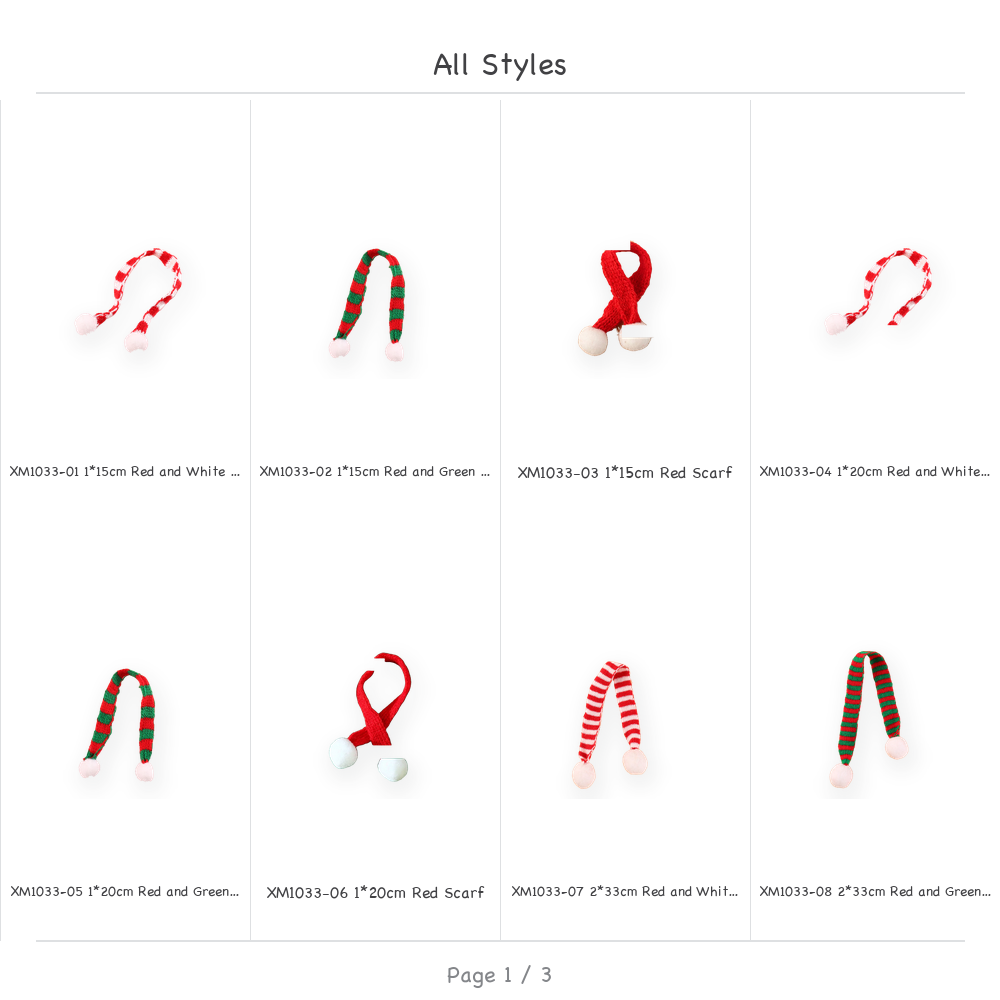 All Styles
XM1033-01 1*15cm Red and White ...
XM1033-02 1*15cm Red and Green ...
XM1033-03 1*15cm Red Scarf
XM1033-04 1*20cm Red and White...
XM1033-05 1*20cm Red and Green...
XM1033-06 1*20cm Red Scarf
XM1033-07 2*33cm Red and Whit...
XM1033-08 2*33cm Red and Green...
Page 1 / 3